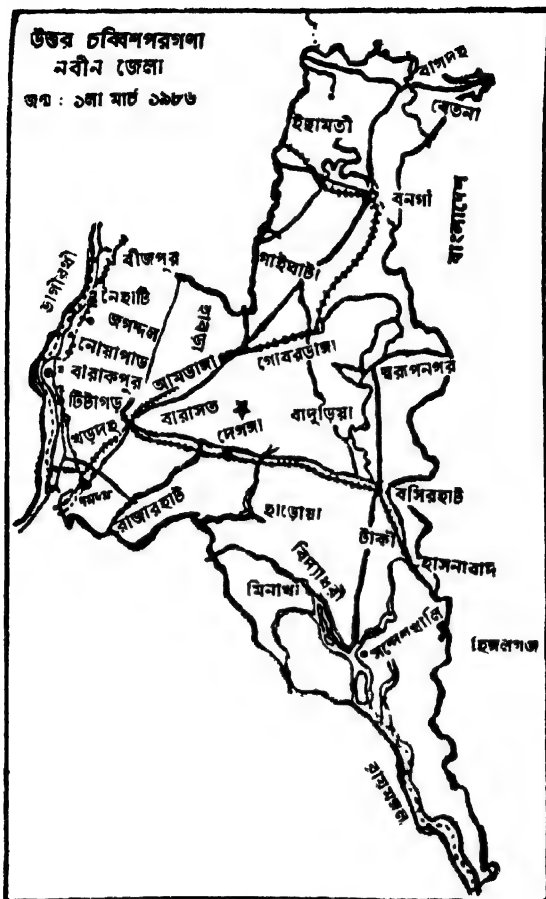 উত্তর চব্বিশপরগণা
নবীন জেলা
জন্ম : ১লা মার্চ ১৯৮৬
বাগদহ
বেতনা
ইছামতী
বনগাঁ
বাংলাদেশ
ভাগীরথী
বীজপুর
গাইঘাটা
নৈহাটি
জগদ্দল
হাবড়া
নোয়াপাড়া
আমডাঙ্গা
গোবরডাঙ্গা
বারাকপুর
স্বরূপনগর
টিটাগড়
বারাসত
বাদুড়িয়া
খড়দহ
দেগঙ্গা
দমদম
বসিরহাট
রাজারহাট
হাড়োয়া
টাকী
হাসনাবাদ
বিদ্যাধরী
মিনাখাঁ
সন্দেশখালি
হিঙ্গলগঞ্জ
রায়মঙ্গল